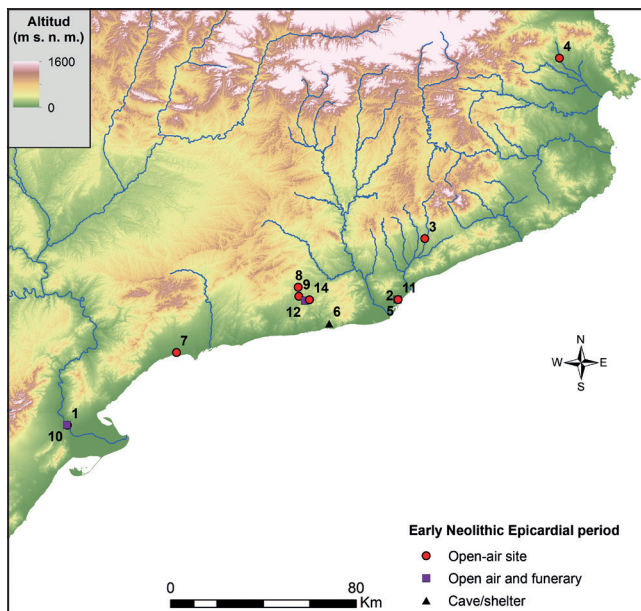 Altitud
(m s. n. m.)
1600
0
4
3
8
9 14
12
6
2 11
5
7
1
10
N
W E
S
Early Neolithic Epicardial period
Open-air site
Open air and funerary
Cave/shelter
0 80
Km